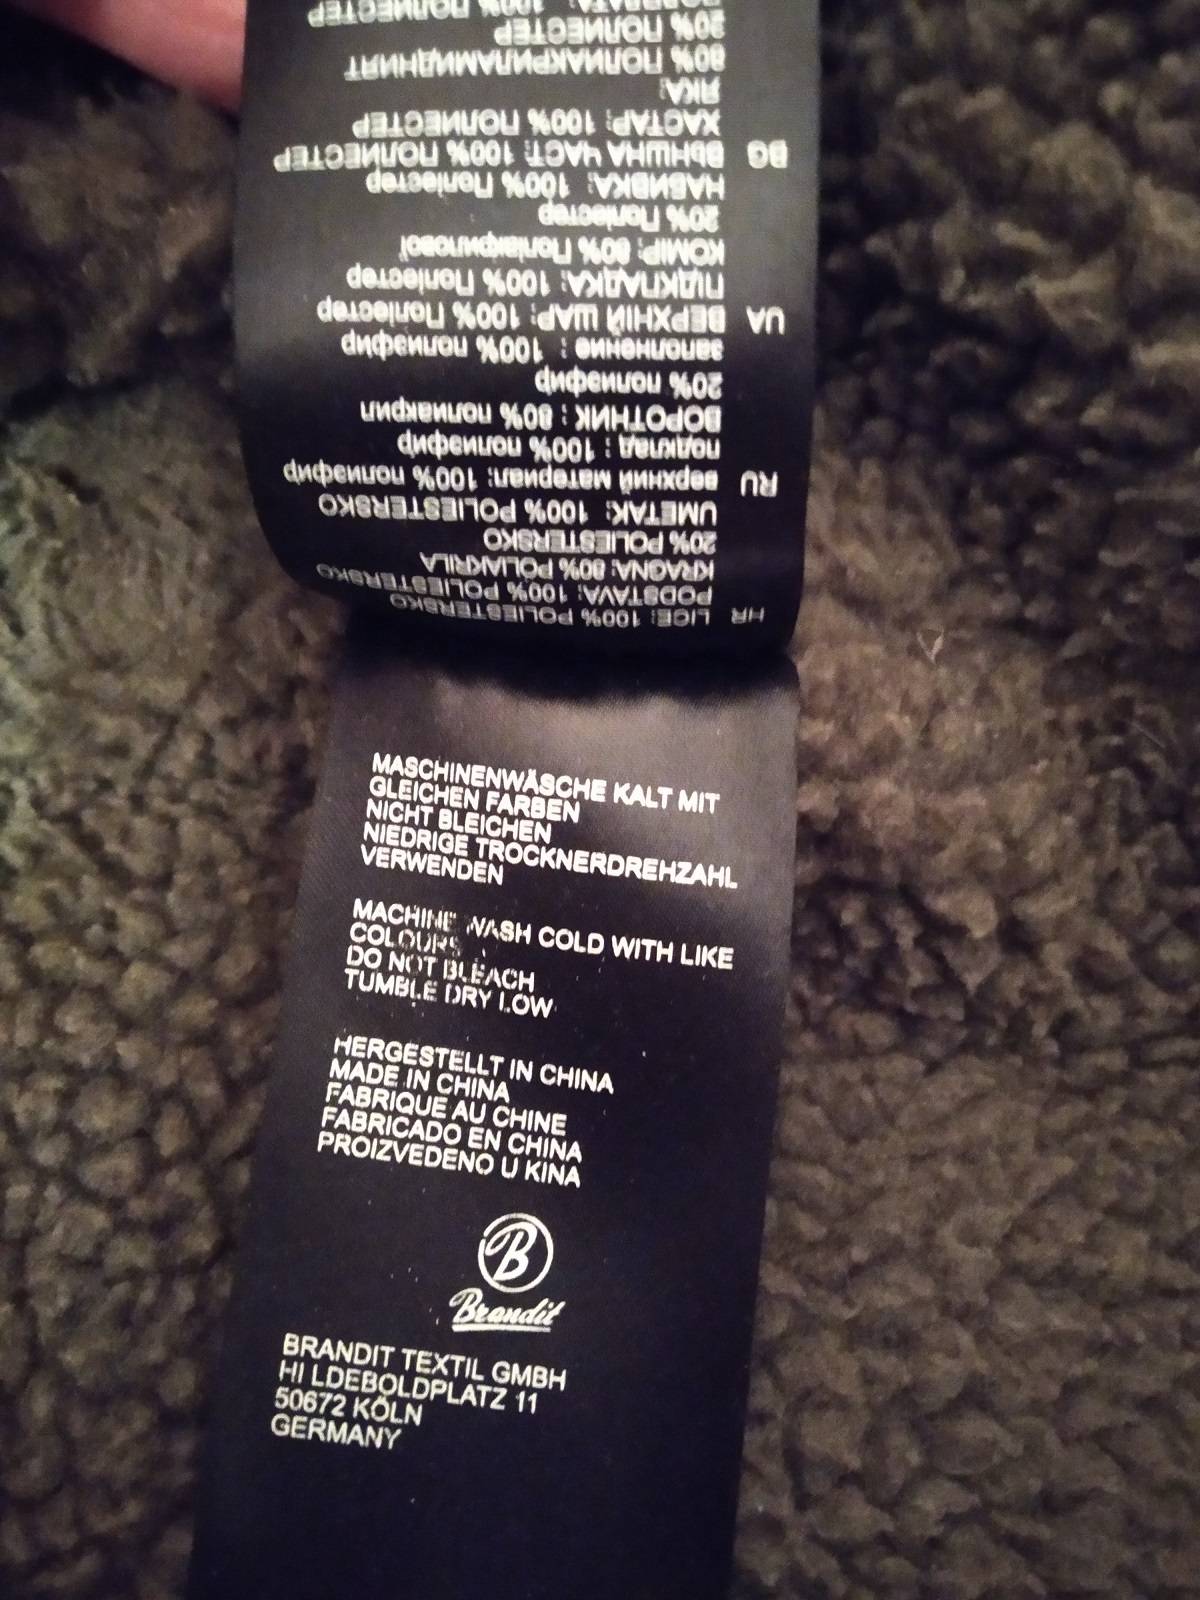 HR LICE: 100% POLIESTERSKO
PODSTAVA: 100% POLIESTERSKO
KRAGNA: 80% POLIAKRILA
20% POLIESTERSKO
UMETAK: 100% POLIESTERSKO
RU верхний материал: 100% полиэфир
подклад : 100% полиэфир
ВОРОТНИК : 80% полиакрил
20% полиэфир
заполнение : 100% полиэфир
UA ВЕРХНІЙ ШАР: 100% Поліестер
ПІДКЛАДКА: 100% Поліестер
КОМІР: 80% Поліакрилової
20% Поліестер
НАБИВКА: 100% Поліестер
BG ВЪНШНА ЧАСТ: 100% ПОЛИЕСТЕР
ХАСТАР: 100% ПОЛИЕСТЕР
ЯКА:
80% ПОЛИАКРИЛАМИДНИЯТ
20% ПОЛИЕСТЕР
100% ПОЛИЕСТЕР
MASCHINENWÄSCHE KALT MIT
GLEICHEN FARBEN
NICHT BLEICHEN
NIEDRIGE TROCKNERDREHZAHL
VERWENDEN
MACHINE WASH COLD WITH LIKE
COLOURS
DO NOT BLEACH
TUMBLE DRY LOW
HERGESTELLT IN CHINA
MADE IN CHINA
FABRIQUE AU CHINE
FABRICADO EN CHINA
PROIZVEDENO U KINA
B
Brandit
BRANDIT TEXTIL GMBH
HI LDEBOLDPLATZ 11
50672 KÖLN
GERMANY